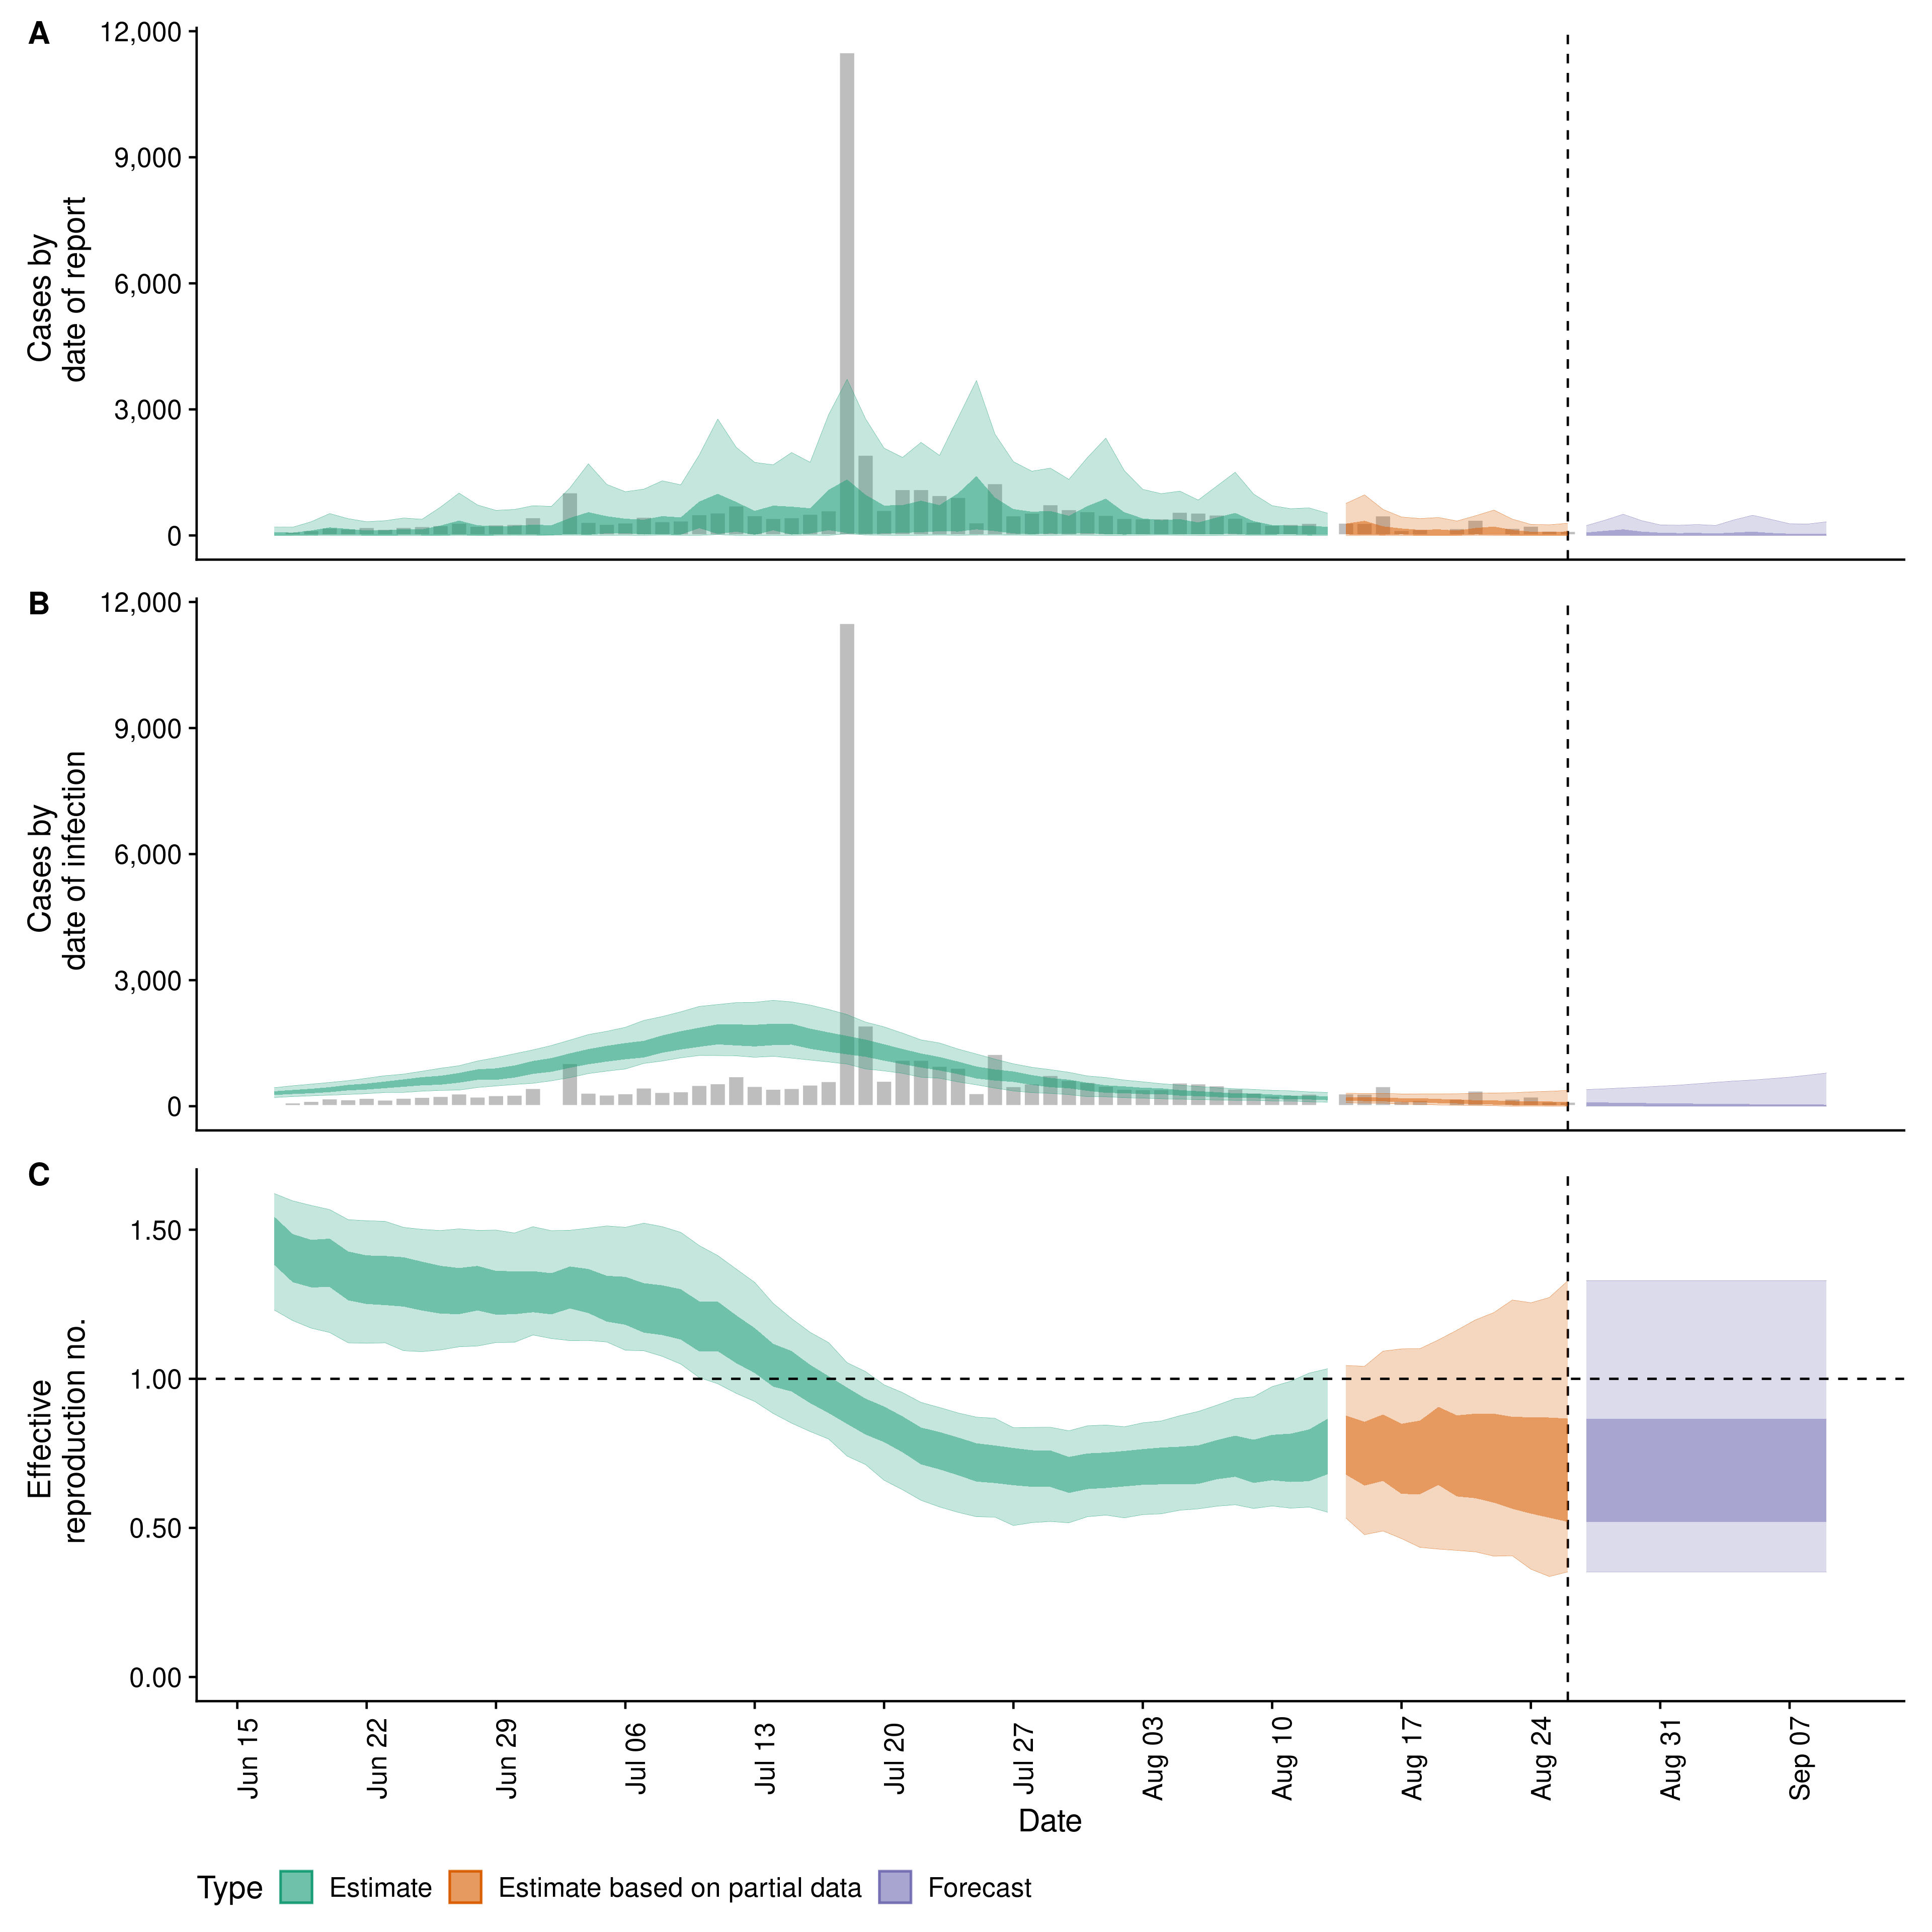 A
12,000
9,000
6,000
3,000
0
Cases by
date of report
B
12,000
9,000
6,000
3,000
0
Cases by
date of infection
C
1.50
1.00
0.50
0.00
Effective
reproduction no.
Jun 15
Jun 22
Jun 29
Jul 06
Jul 13
Jul 20
Jul 27
Aug 03
Aug 10
Aug 17
Aug 24
Aug 31
Sep 07
Date
Type Estimate Estimate based on partial data Forecast